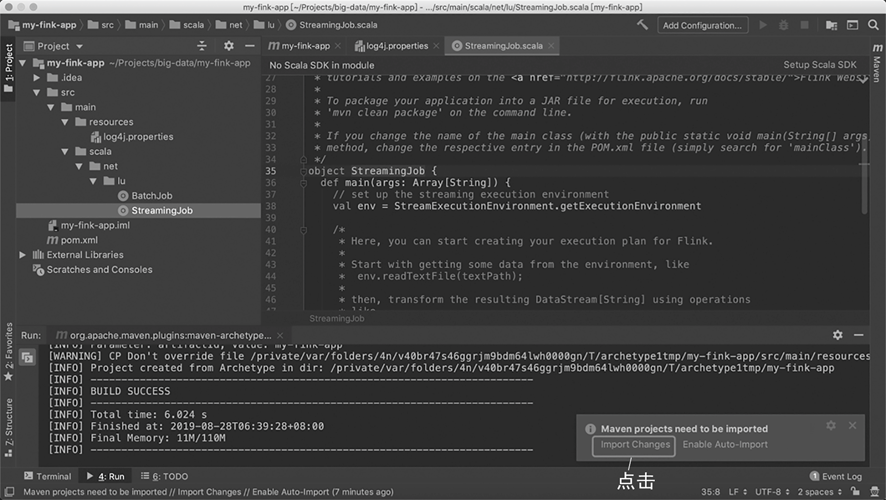 my-fink-app [~/Projects/big-data/my-fink-app] - .../src/main/scala/net/lu/StreamingJob.scala [my-fink-app]
my-fink-app src main scala net lu StreamingJob.scala Add Configuration...
Project my-fink-app log4j.properties StreamingJob.scala
1: Project
Maven
No Scala SDK in module Setup Scala SDK
my-fink-app ~/Projects/big-data/my-fink-app
.idea
src
main
resources
log4j.properties
scala
net
lu
BatchJob
StreamingJob
my-fink-app.iml
pom.xml
External Libraries
Scratches and Consoles
27 * tutorials and examples on the <a href="http://flink.apache.org/docs/stable/">Flink Websi
28 *
29 * To package your application into a JAR file for execution, run
30 * 'mvn clean package' on the command line.
31 *
32 * If you change the name of the main class (with the public static void main(String[] args)
33 * method, change the respective entry in the POM.xml file (simply search for 'mainClass').
34 */
35 object StreamingJob {
36 def main(args: Array[String]) {
37 // set up the streaming execution environment
38 val env = StreamExecutionEnvironment.getExecutionEnvironment
39
40 /*
41 * Here, you can start creating your execution plan for Flink.
42 *
43 * Start with getting some data from the environment, like
44 * env.readTextFile(textPath);
45 *
46 * then, transform the resulting DataStream[String] using operations
47 * like
StreamingJob
2: Favorites
7: Structure
Run: org.apache.maven.plugins:maven-archetype...
[INFO] Parameter: artifactId, Value: my-fink-app
[WARNING] CP Don't override file /private/var/folders/4n/v40br47s46ggrjm9bdm64lwh0000gn/T/archetype1tmp/my-fink-app/src/main/resources
[INFO] Project created from Archetype in dir: /private/var/folders/4n/v40br47s46ggrjm9bdm64lwh0000gn/T/archetype1tmp/my-fink-app
[INFO] ------------------------------------------------------------------------
[INFO] BUILD SUCCESS
[INFO] ------------------------------------------------------------------------
[INFO] Total time: 6.024 s
[INFO] Finished at: 2019-08-28T06:39:28+08:00
[INFO] Final Memory: 11M/110M
[INFO] ------------------------------------------------------------------------
Maven projects need to be imported
Import Changes Enable Auto-Import
点击
Terminal 4: Run 6: TODO 1 Event Log
Maven projects need to be imported // Import Changes // Enable Auto-Import (7 minutes ago) 35:8 LF UTF-8 2 spaces